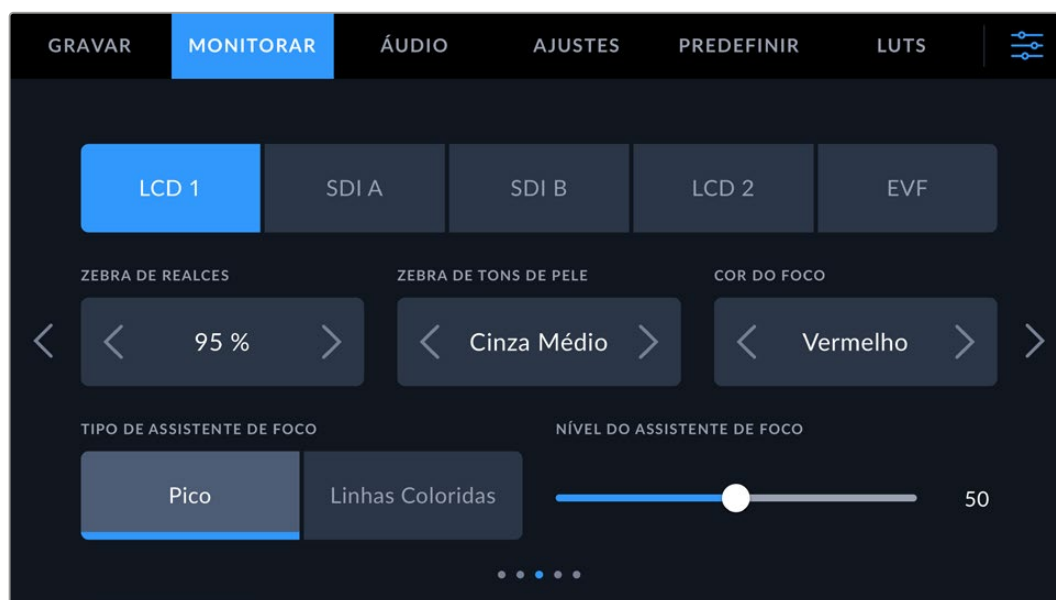 GRAVAR MONITORAR ÁUDIO AJUSTES PREDEFINIR LUTS
LCD 1 SDI A SDI B LCD 2 EVF
ZEBRA DE REALCES ZEBRA DE TONS DE PELE COR DO FOCO
95 % Cinza Médio Vermelho
TIPO DE ASSISTENTE DE FOCO NÍVEL DO ASSISTENTE DE FOCO
Pico Linhas Coloridas 50